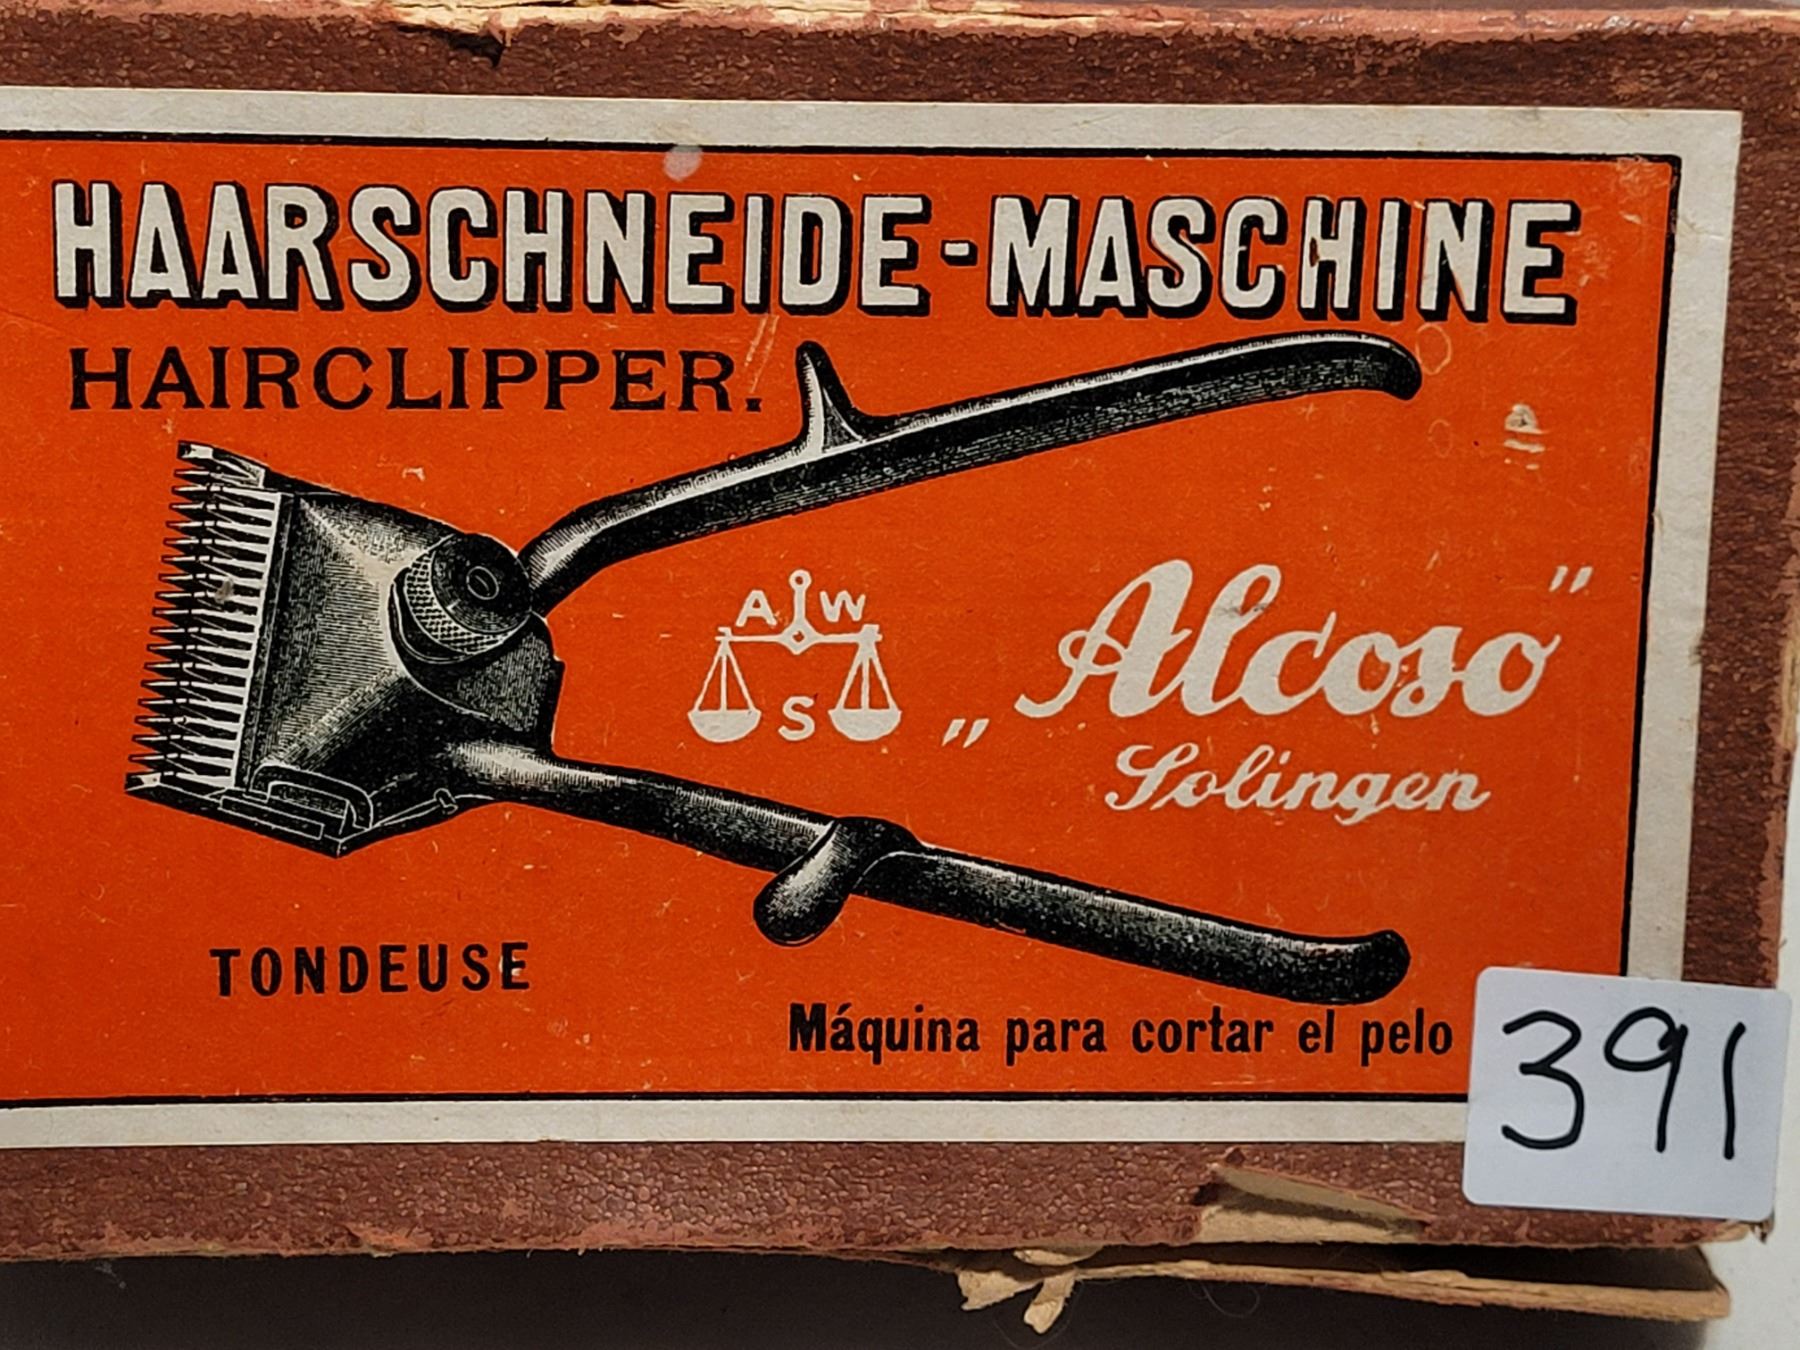 HAARSCHNEIDE-MASCHINE
HAIRCLIPPER.
A W
S
„Alcoso”
Solingen
TONDEUSE
Máquina para cortar el pelo
391